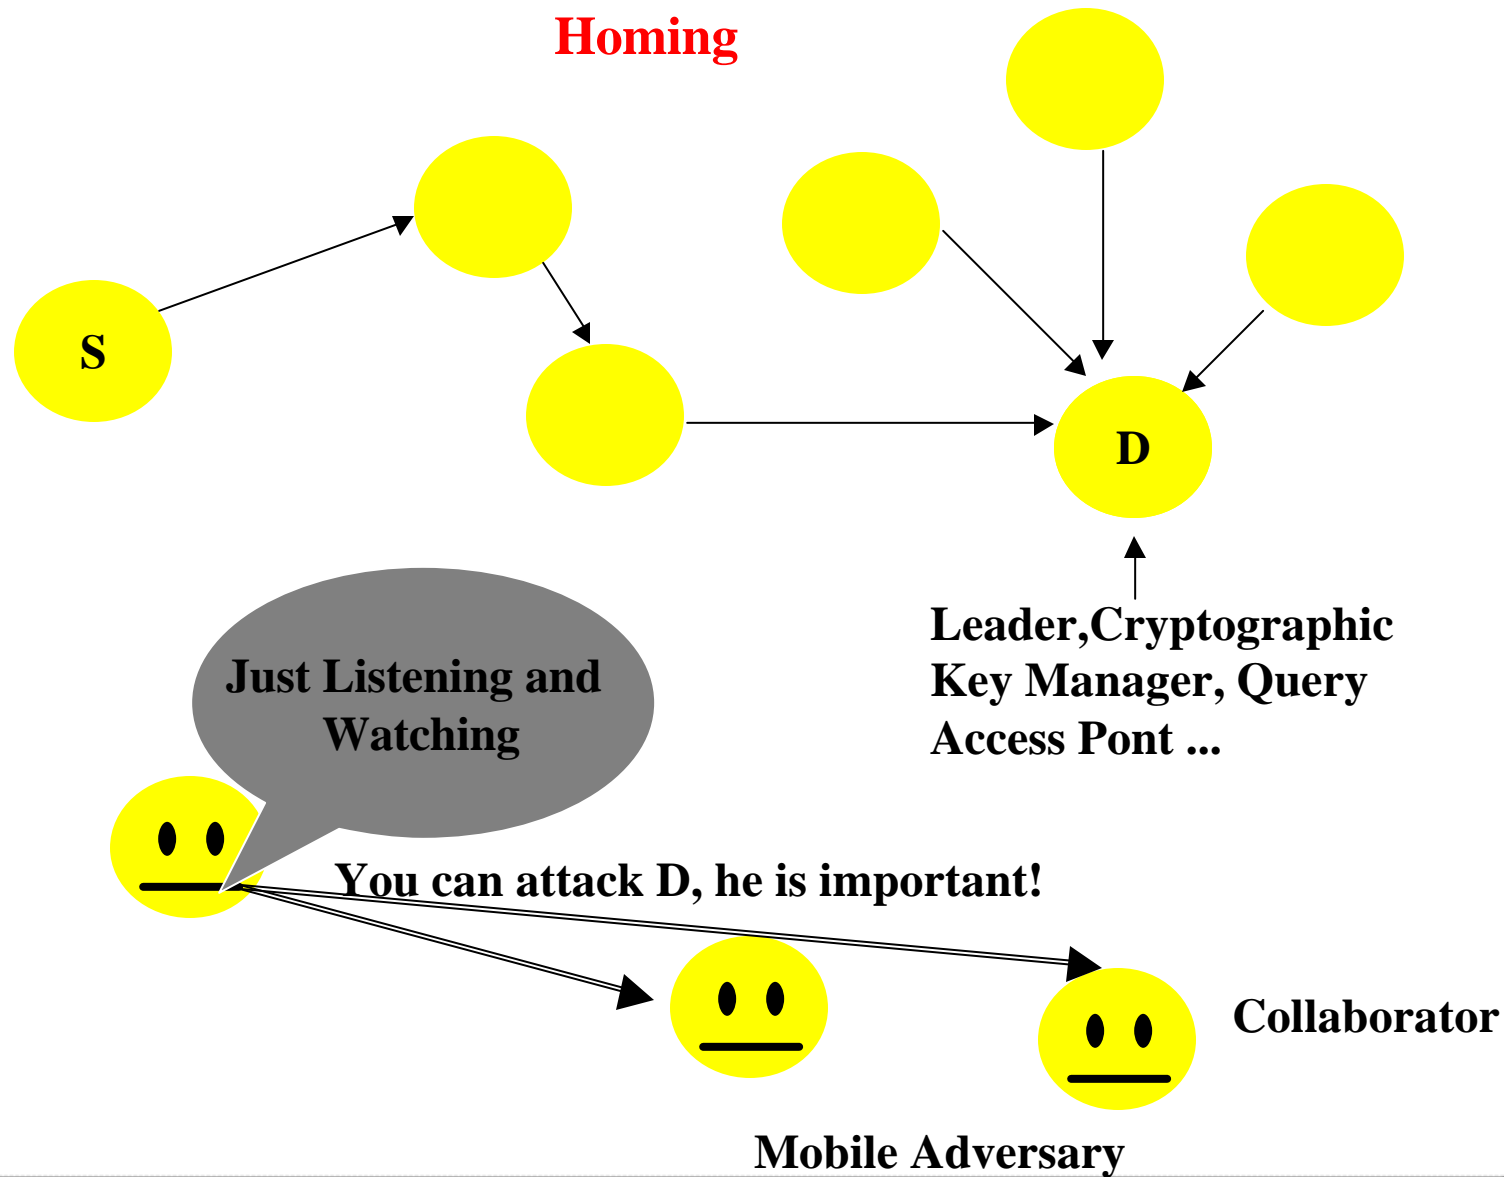 Homing
S
D
Leader,Cryptographic
Key Manager, Query
Access Pont ...
Just Listening and
Watching
You can attack D, he is important!
Collaborator
Mobile Adversary